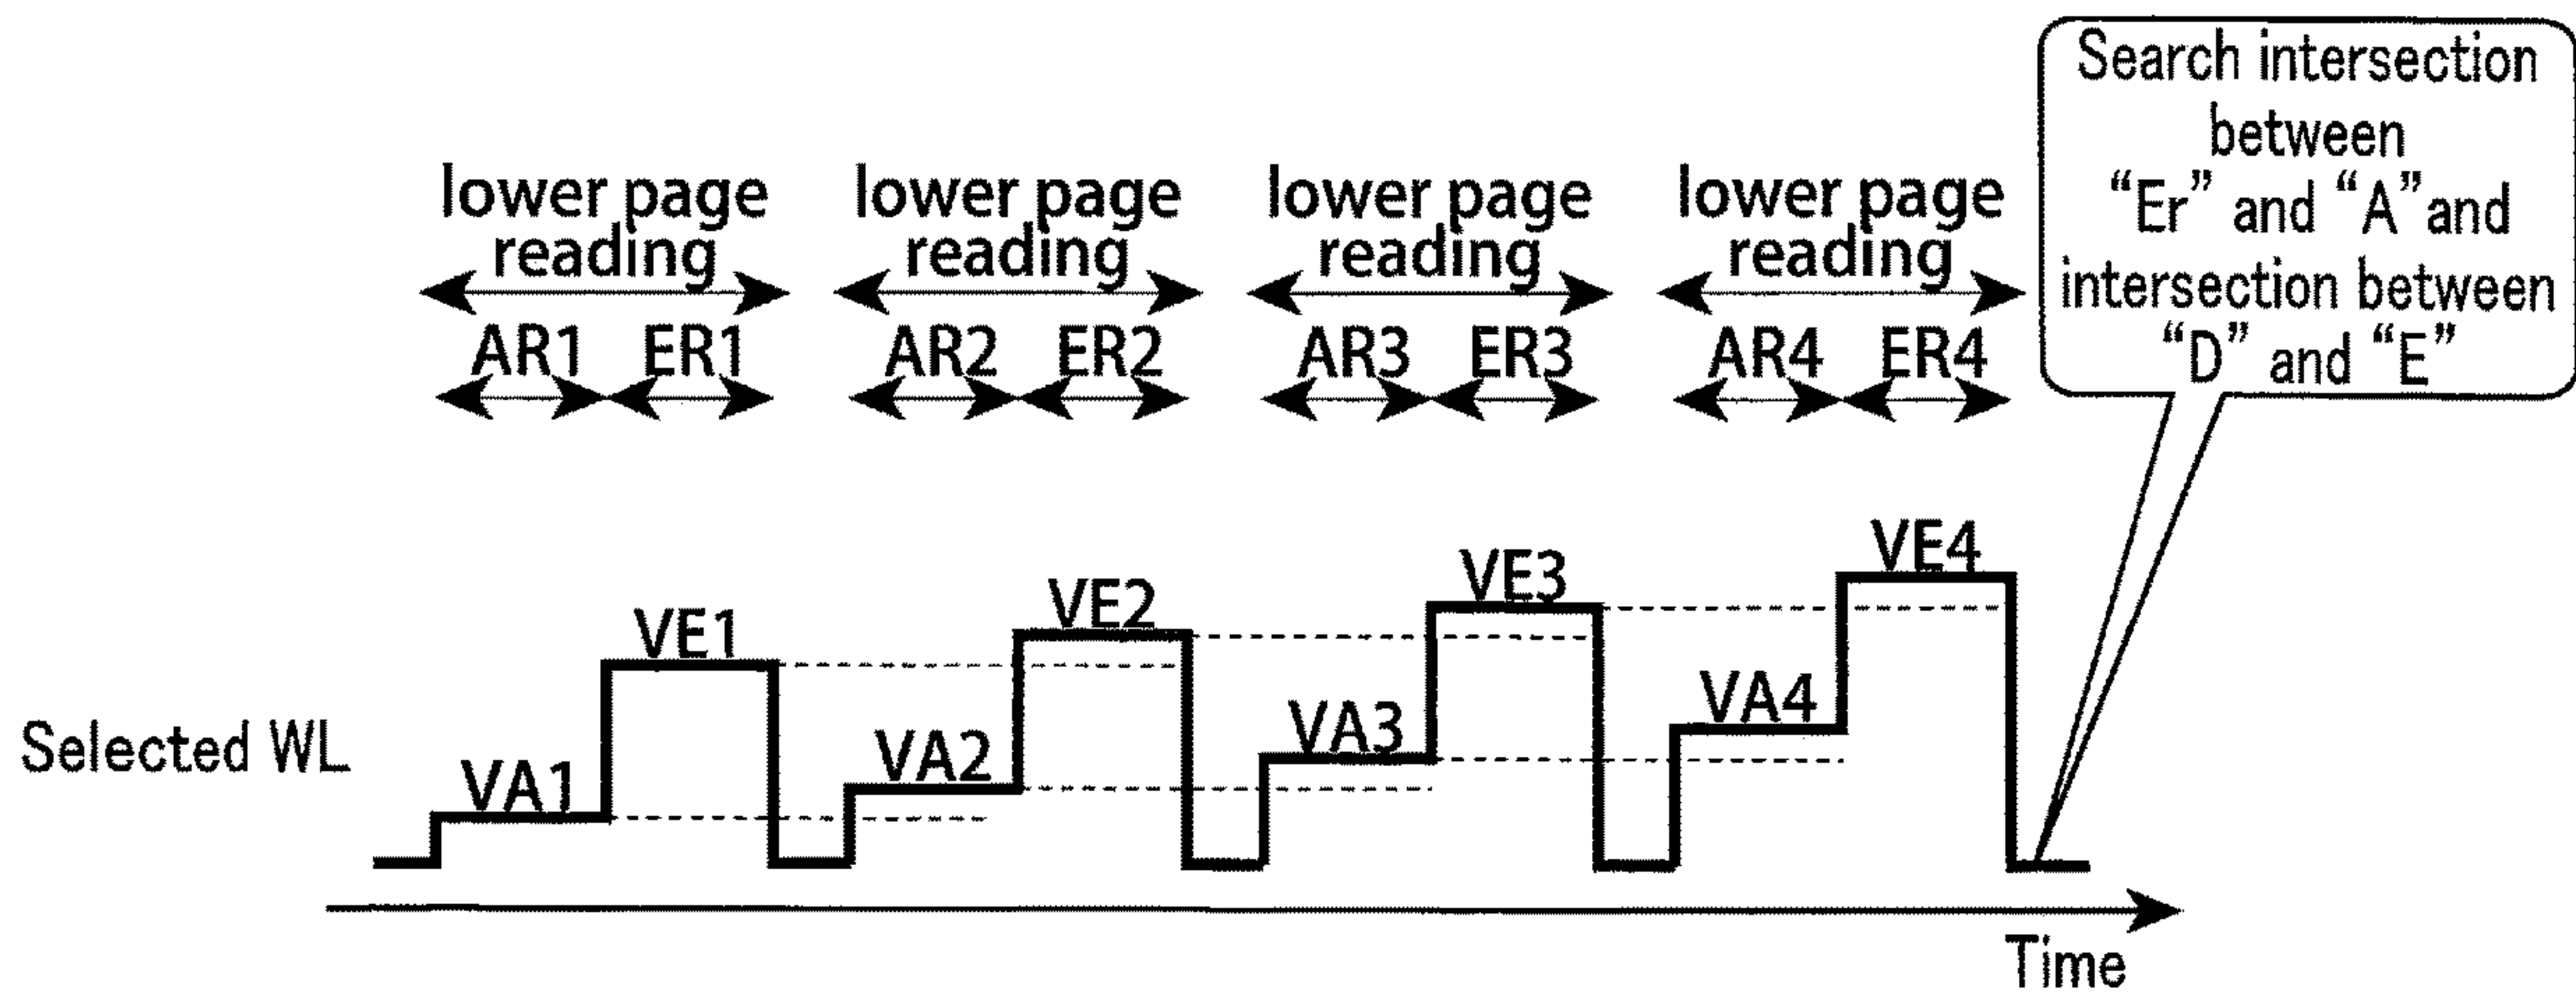 Search intersection
between
“Er” and “A”and
intersection between
“D” and “E”
lower page reading
lower page reading
lower page reading
lower page reading
AR1 ER1 AR2 ER2 AR3 ER3 AR4 ER4
VE1 VE2 VE3 VE4
Selected WL
VA1 VA2 VA3 VA4
Time